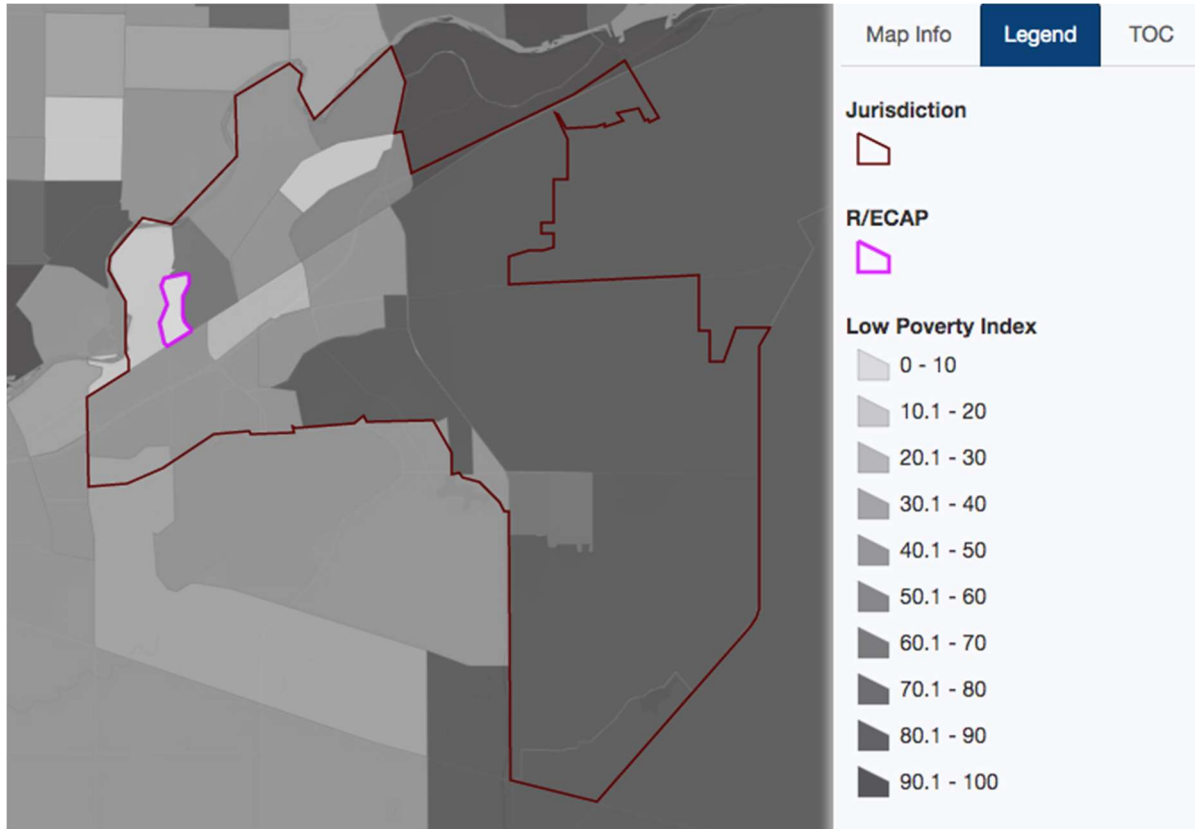 Map Info Legend TOC
Jurisdiction
R/ECAP
Low Poverty Index
0 - 10
10.1 - 20
20.1 - 30
30.1 - 40
40.1 - 50
50.1 - 60
60.1 - 70
70.1 - 80
80.1 - 90
90.1 - 100